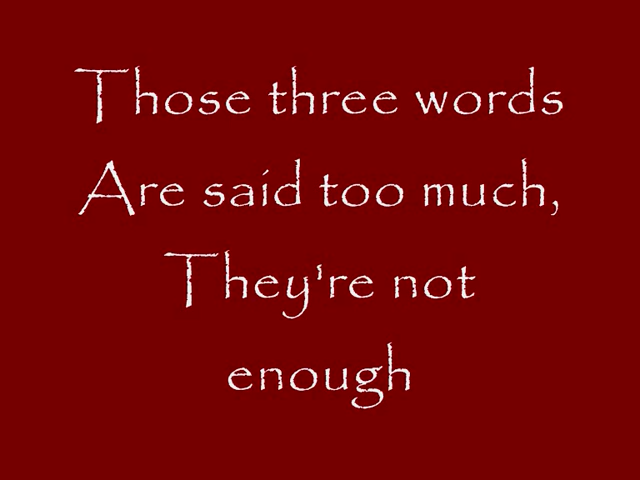 Those three words
Are said too much,
They're not
enough